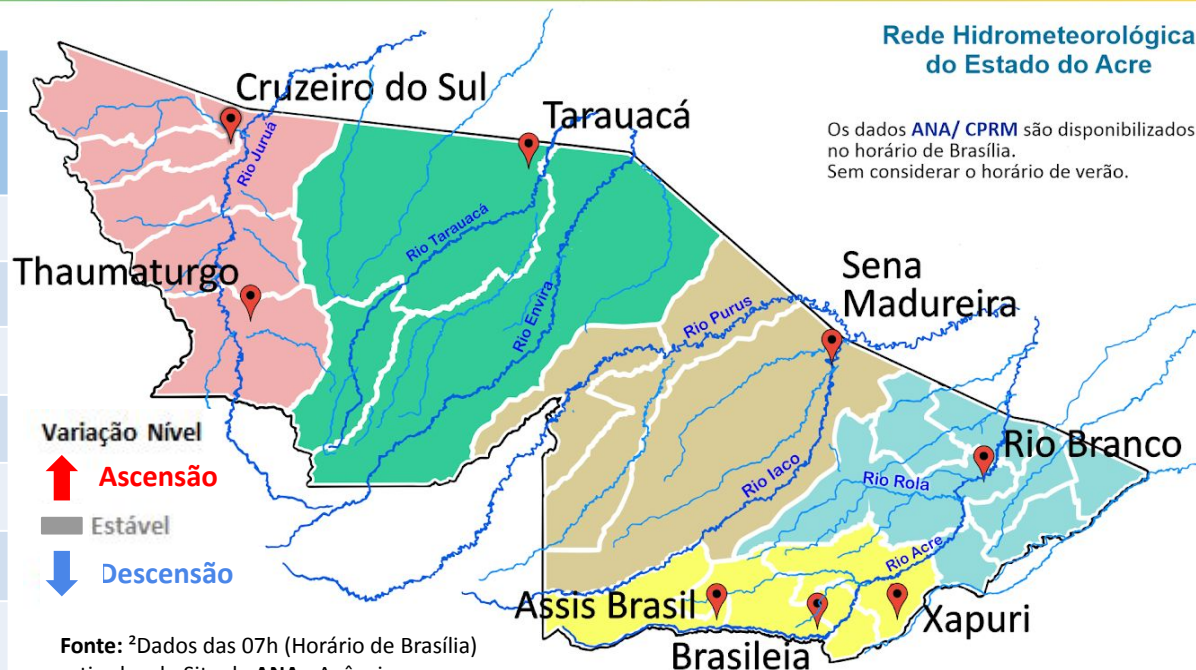 Rede Hidrometeorológica
do Estado do Acre
Os dados ANA/ CPRM são disponibilizados
no horário de Brasília.
Sem considerar o horário de verão.
Cruzeiro do Sul
Tarauacá
Rio Juruá
Rio Tarauacá
Thaumaturgo
Rio Envira
Sena
Madureira
Rio Purus
Variação Nível
Ascensão
Estável
Descensão
Rio Branco
Rio Iaco
Rio Rola
Rio Acre
Assis Brasil
Xapuri
Brasileia
Fonte: ²Dados das 07h (Horário de Brasília)